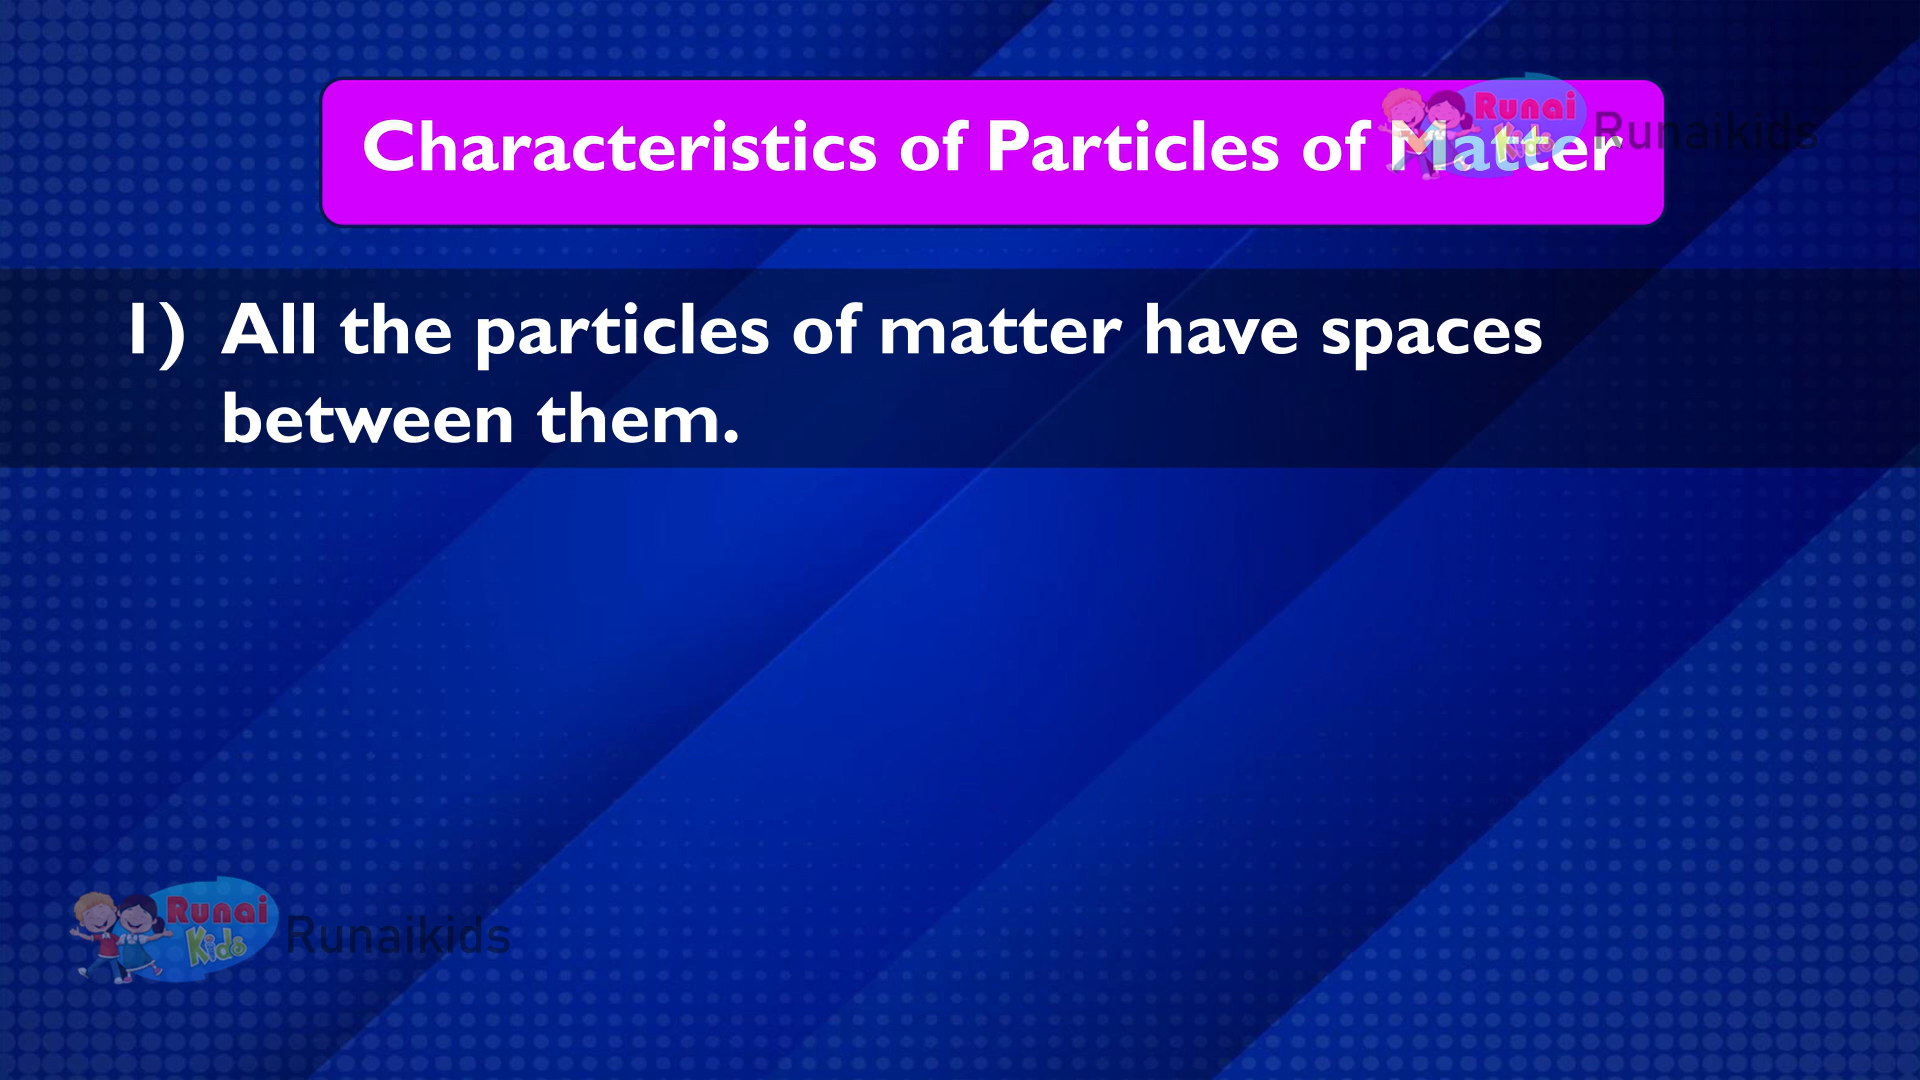 Characteristics of Particles of Matter
Runai
Kids
Runaikids
1) All the particles of matter have spaces
between them.
Runai
Kids
Runaikids